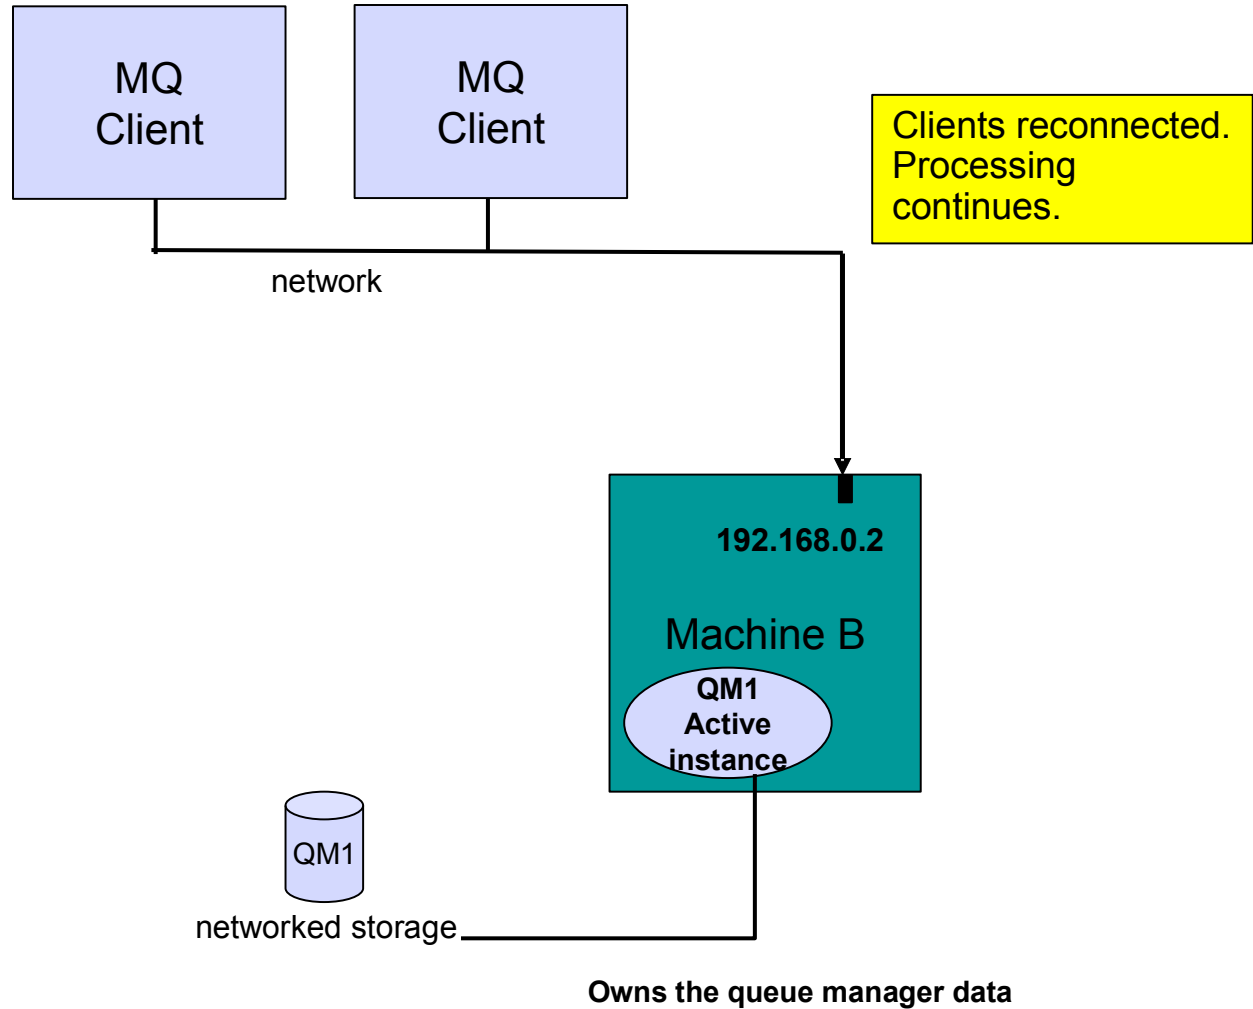 MQ
Client
MQ
Client
Clients reconnected.
Processing
continues.
network
192.168.0.2
Machine B
QM1
Active
instance
QM1
networked storage
Owns the queue manager data